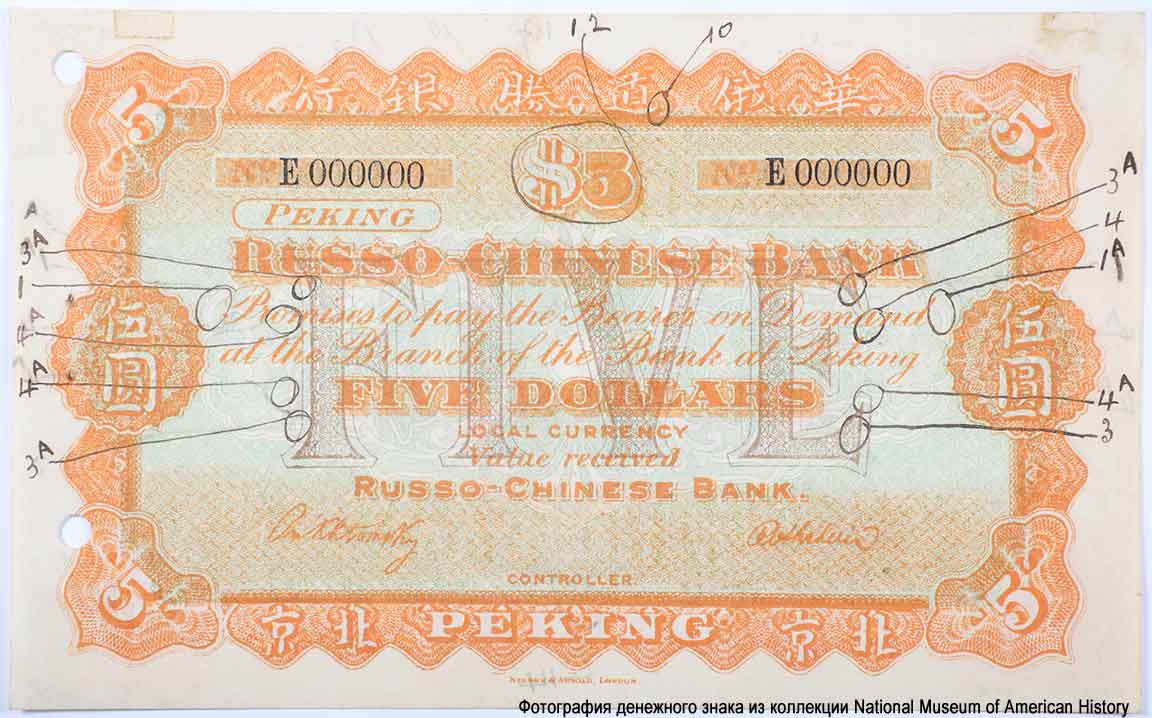 1,2 10
行 銀 勝 道 俄 華
5 5
No. E 000000 $5 No. E 000000
3A
PEKING
4
A
RUSSO-CHINESE BANK
3A
1A
1
Promises to pay the Bearer on Demand
伍圓 伍圓
4A
at the Branch of the Bank at Peking
4A
FIVE DOLLARS
4A
FIVE
LOCAL CURRENCY
3
Value received
3A
RUSSO-CHINESE BANK.
CONTROLLER.
5 5
京 北 PEKING 京 北
LONDON
Фотография денежного знака из коллекции National Museum of American History